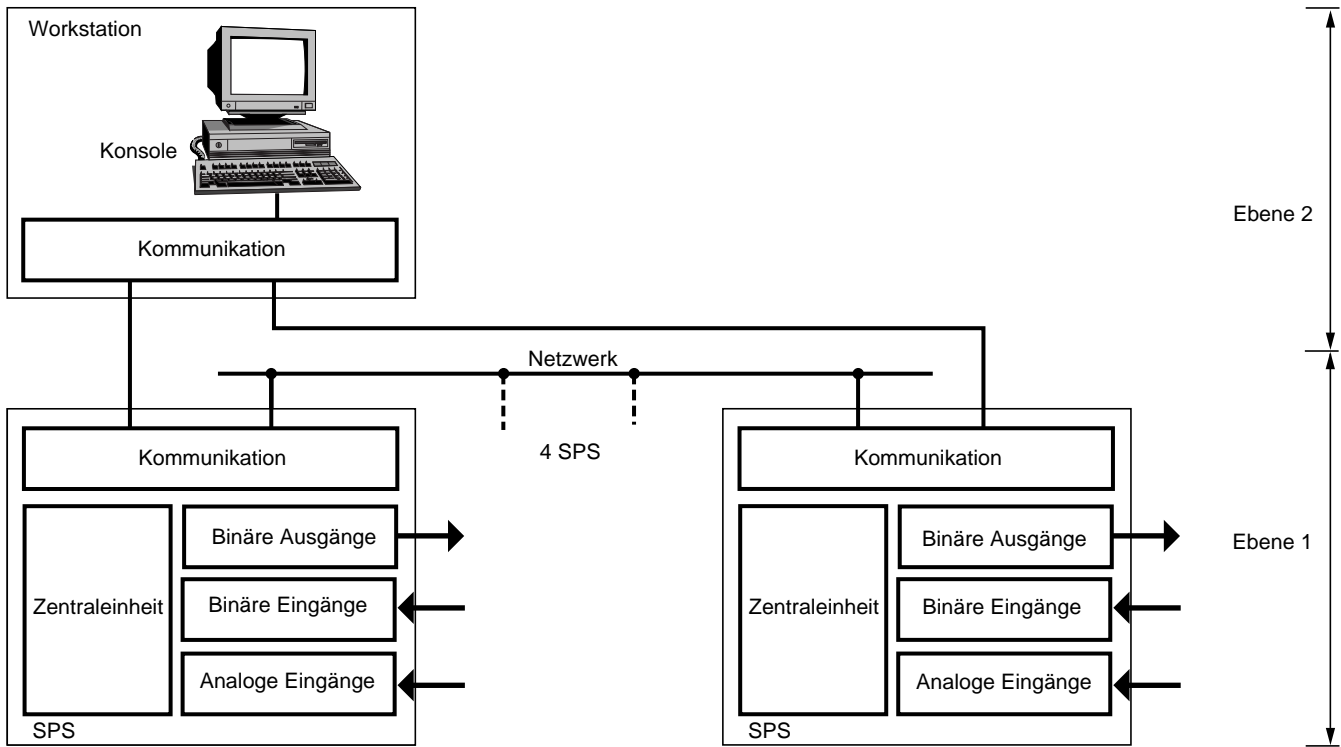 Workstation
Konsole
Kommunikation
Ebene 2
Netzwerk
4 SPS
Kommunikation
Zentraleinheit
Binäre Ausgänge
Binäre Eingänge
Analoge Eingänge
SPS
Kommunikation
Zentraleinheit
Binäre Ausgänge
Binäre Eingänge
Analoge Eingänge
SPS
Ebene 1